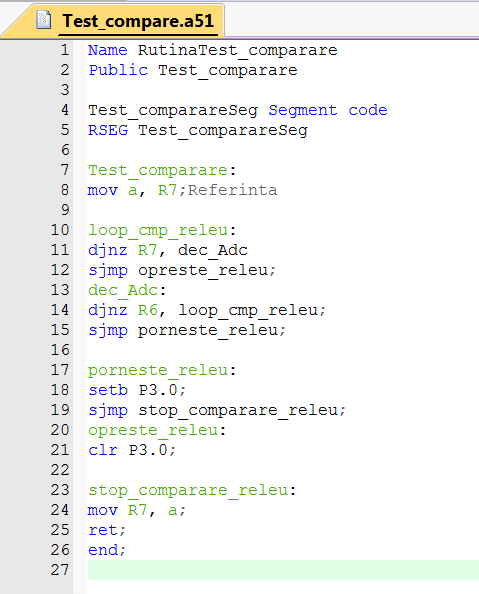 Test_compare.a51
1 Name RutinaTest_comparare
2 Public Test_comparare
3
4 Test_comparareSeg Segment code
5 RSEG Test_comparareSeg
6
7 Test_comparare:
8 mov a, R7;Referinta
9
10 loop_cmp_releu:
11 djnz R7, dec_Adc
12 sjmp opreste_releu;
13 dec_Adc:
14 djnz R6, loop_cmp_releu;
15 sjmp porneste_releu;
16
17 porneste_releu:
18 setb P3.0;
19 sjmp stop_comparare_releu;
20 opreste_releu:
21 clr P3.0;
22
23 stop_comparare_releu:
24 mov R7, a;
25 ret;
26 end;
27